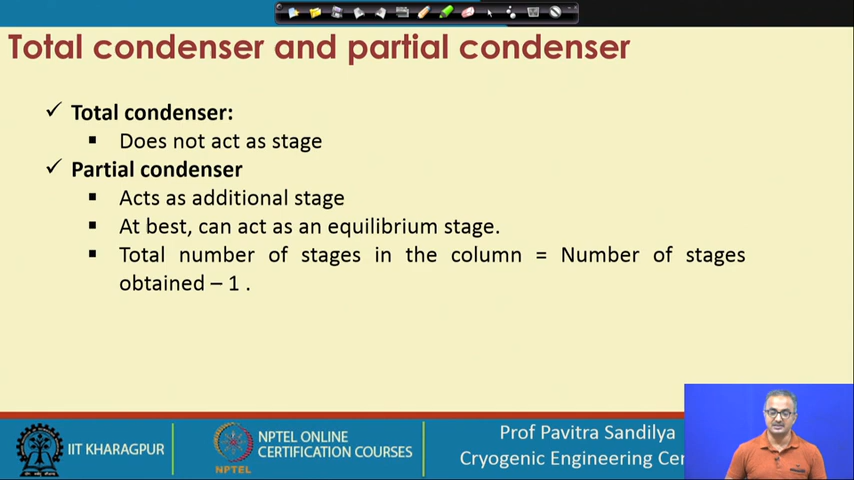 Total condenser and partial condenser
✓ Total condenser:
▪ Does not act as stage
✓ Partial condenser
▪ Acts as additional stage
▪ At best, can act as an equilibrium stage.
▪ Total number of stages in the column = Number of stages
obtained – 1 .
IIT KHARAGPUR
NPTEL
NPTEL ONLINE
CERTIFICATION COURSES
Prof Pavitra Sandilya
Cryogenic Engineering Cen